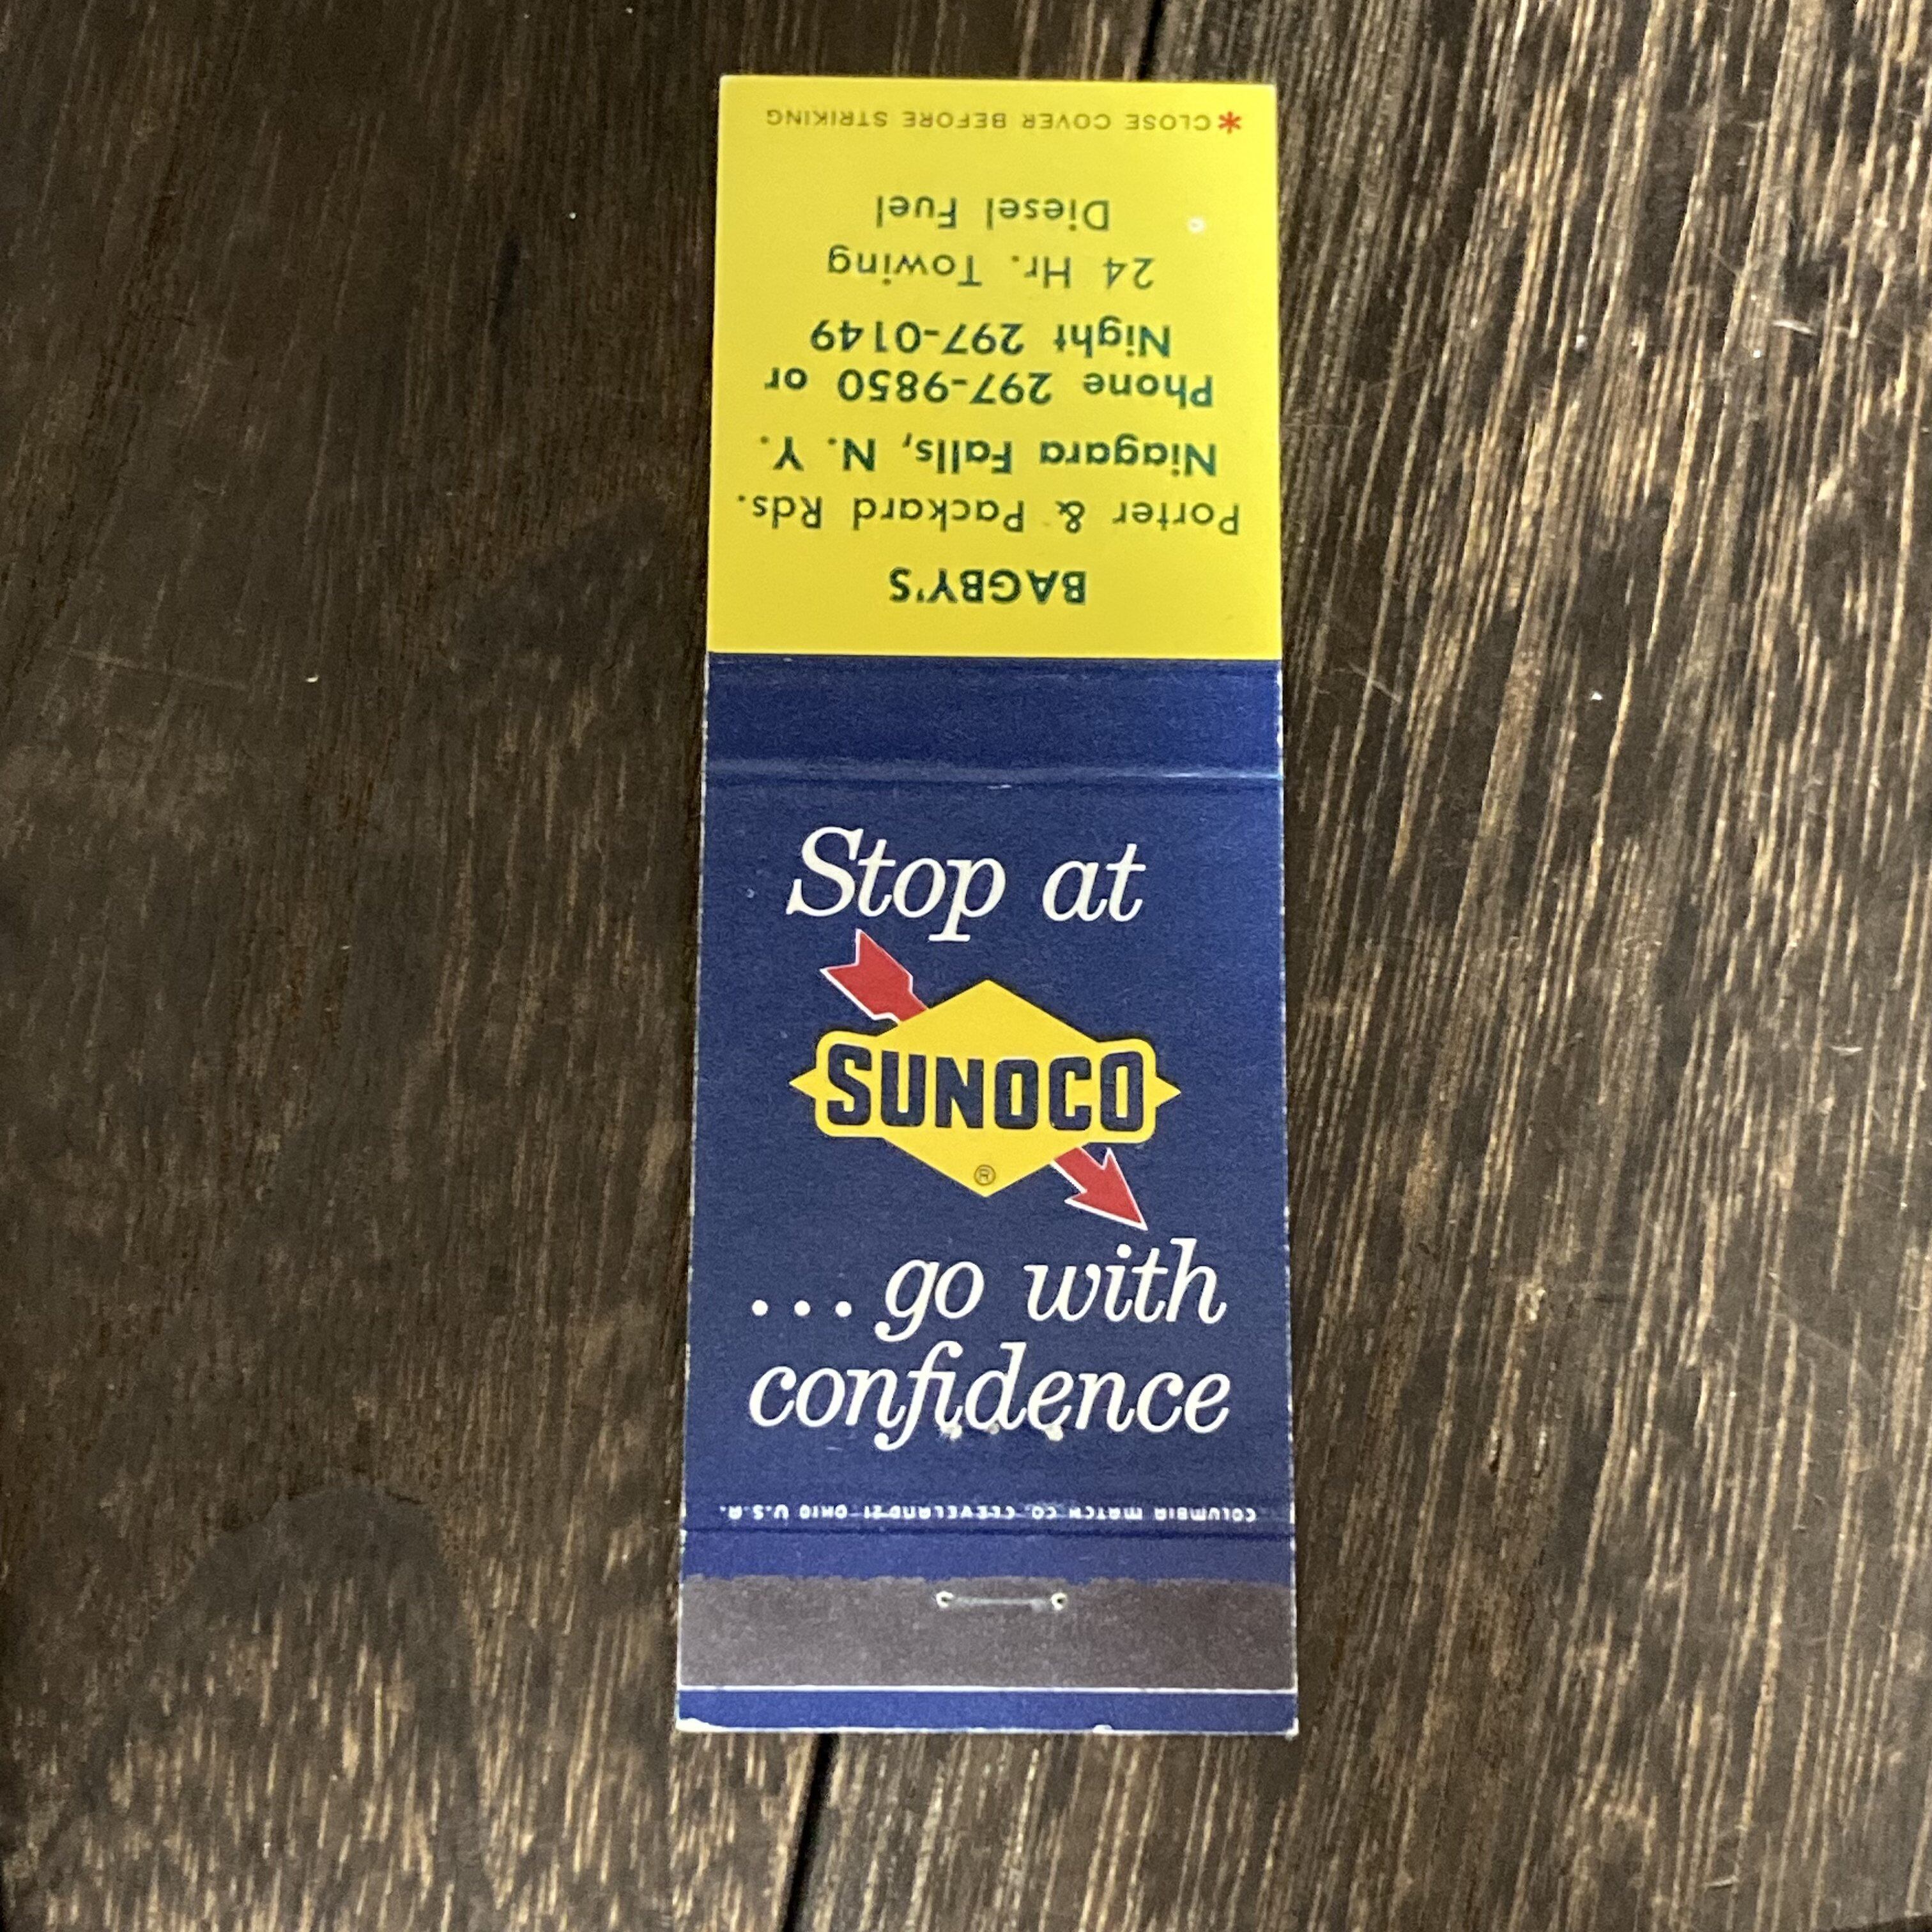 Stop at
SUNOCO
®
...go with
confidence
COLUMBIA MATCH CO. CLEVELAND 21 OHIO U.S.A.
BAGBY'S
Porter & Packard Rds.
Niagara Falls, N. Y.
Phone 297-9850 or
Night 297-0149
24 Hr. Towing
Diesel Fuel
*CLOSE COVER BEFORE STRIKING